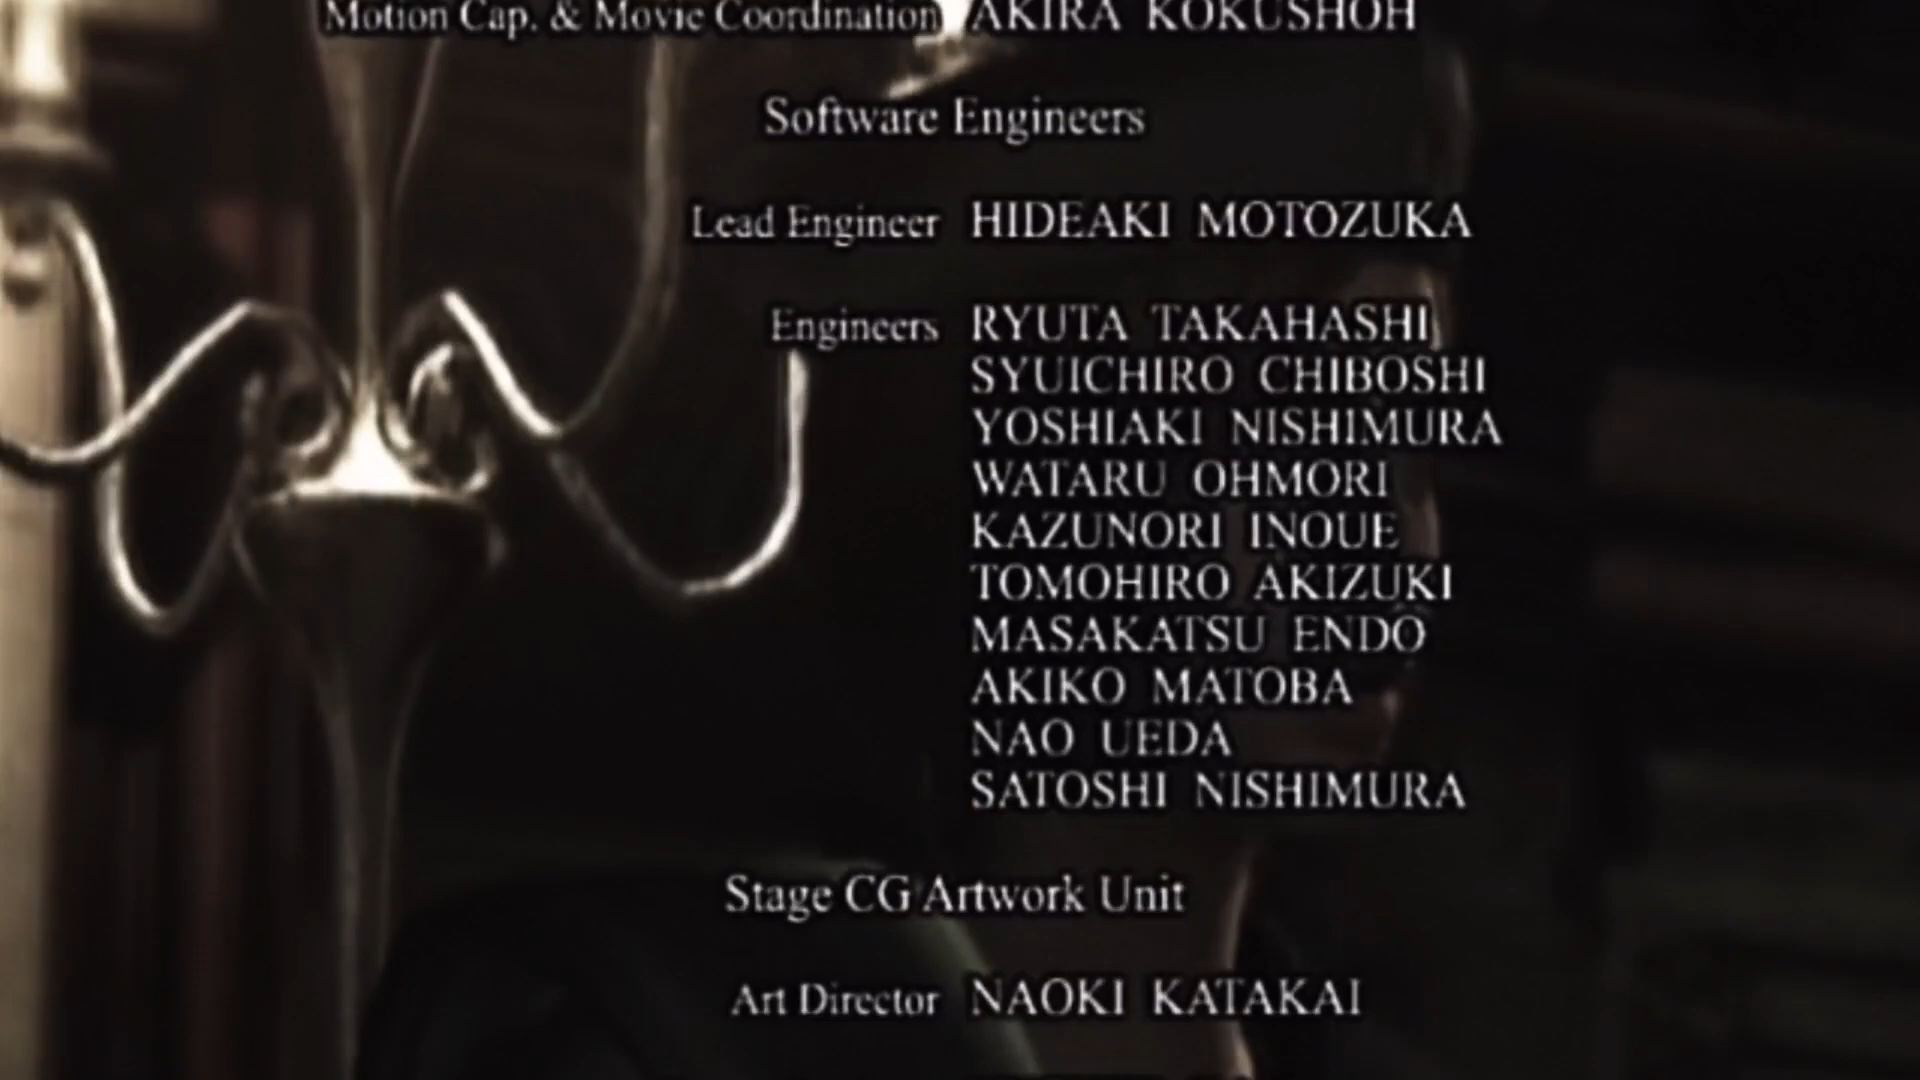 Motion Cap. & Movie Coordination AKIRA KOKUSHOH
Software Engineers
Lead Engineer HIDEAKI MOTOZUKA
Engineers RYUTA TAKAHASHI
SYUICHIRO CHIBOSHI
YOSHIAKI NISHIMURA
WATARU OHMORI
KAZUNORI INOUE
TOMOHIRO AKIZUKI
MASAKATSU ENDO
AKIKO MATOBA
NAO UEDA
SATOSHI NISHIMURA
Stage CG Artwork Unit
Art Director NAOKI KATAKAI